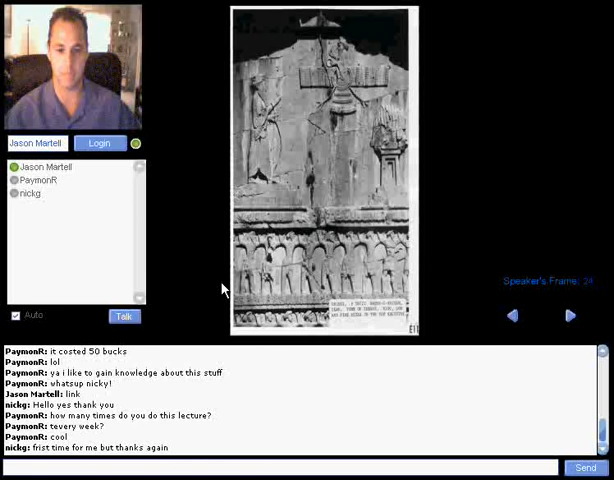 Jason Martell
Login
Jason Martell
PaymonR
nickg
Auto
Talk
Speaker's Frame: 34
E11
PaymonR: it costed 50 bucks
PaymonR: lol
PaymonR: ya i like to gain knowledge about this stuff
PaymonR: whatsup nicky!
Jason Martell: link
nickg: Hello yes thank you
PaymonR: how many times do you do this lecture?
PaymonR: tevery week?
PaymonR: cool
nickg: frist time for me but thanks again
Send